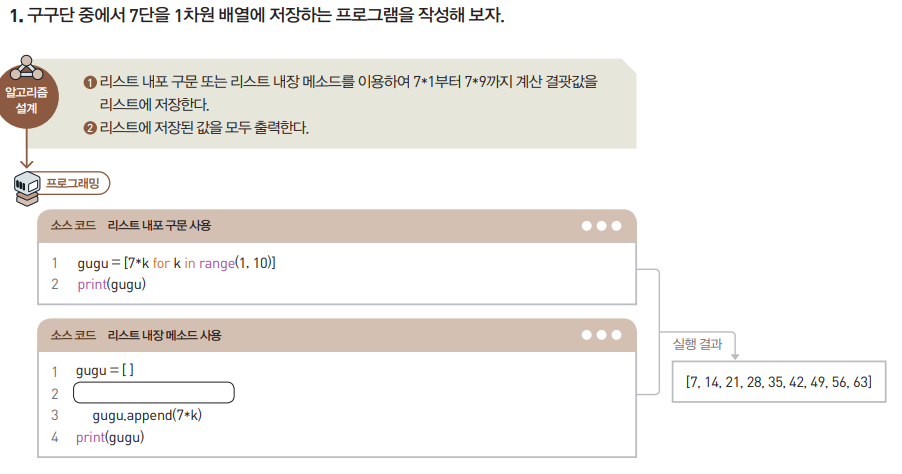 1. 구구단 중에서 7단을 1차원 배열에 저장하는 프로그램을 작성해 보자.
알고리즘
설계
❶ 리스트 내포 구문 또는 리스트 내장 메소드를 이용하여 7*1부터 7*9까지 계산 결괏값을
리스트에 저장한다.
❷ 리스트에 저장된 값을 모두 출력한다.
프로그래밍
소스 코드 리스트 내포 구문 사용
1 gugu = [7*k for k in range(1, 10)]
2 print(gugu)
소스 코드 리스트 내장 메소드 사용
1 gugu = [ ]
2
3 gugu.append(7*k)
4 print(gugu)
실행 결과
[7, 14, 21, 28, 35, 42, 49, 56, 63]